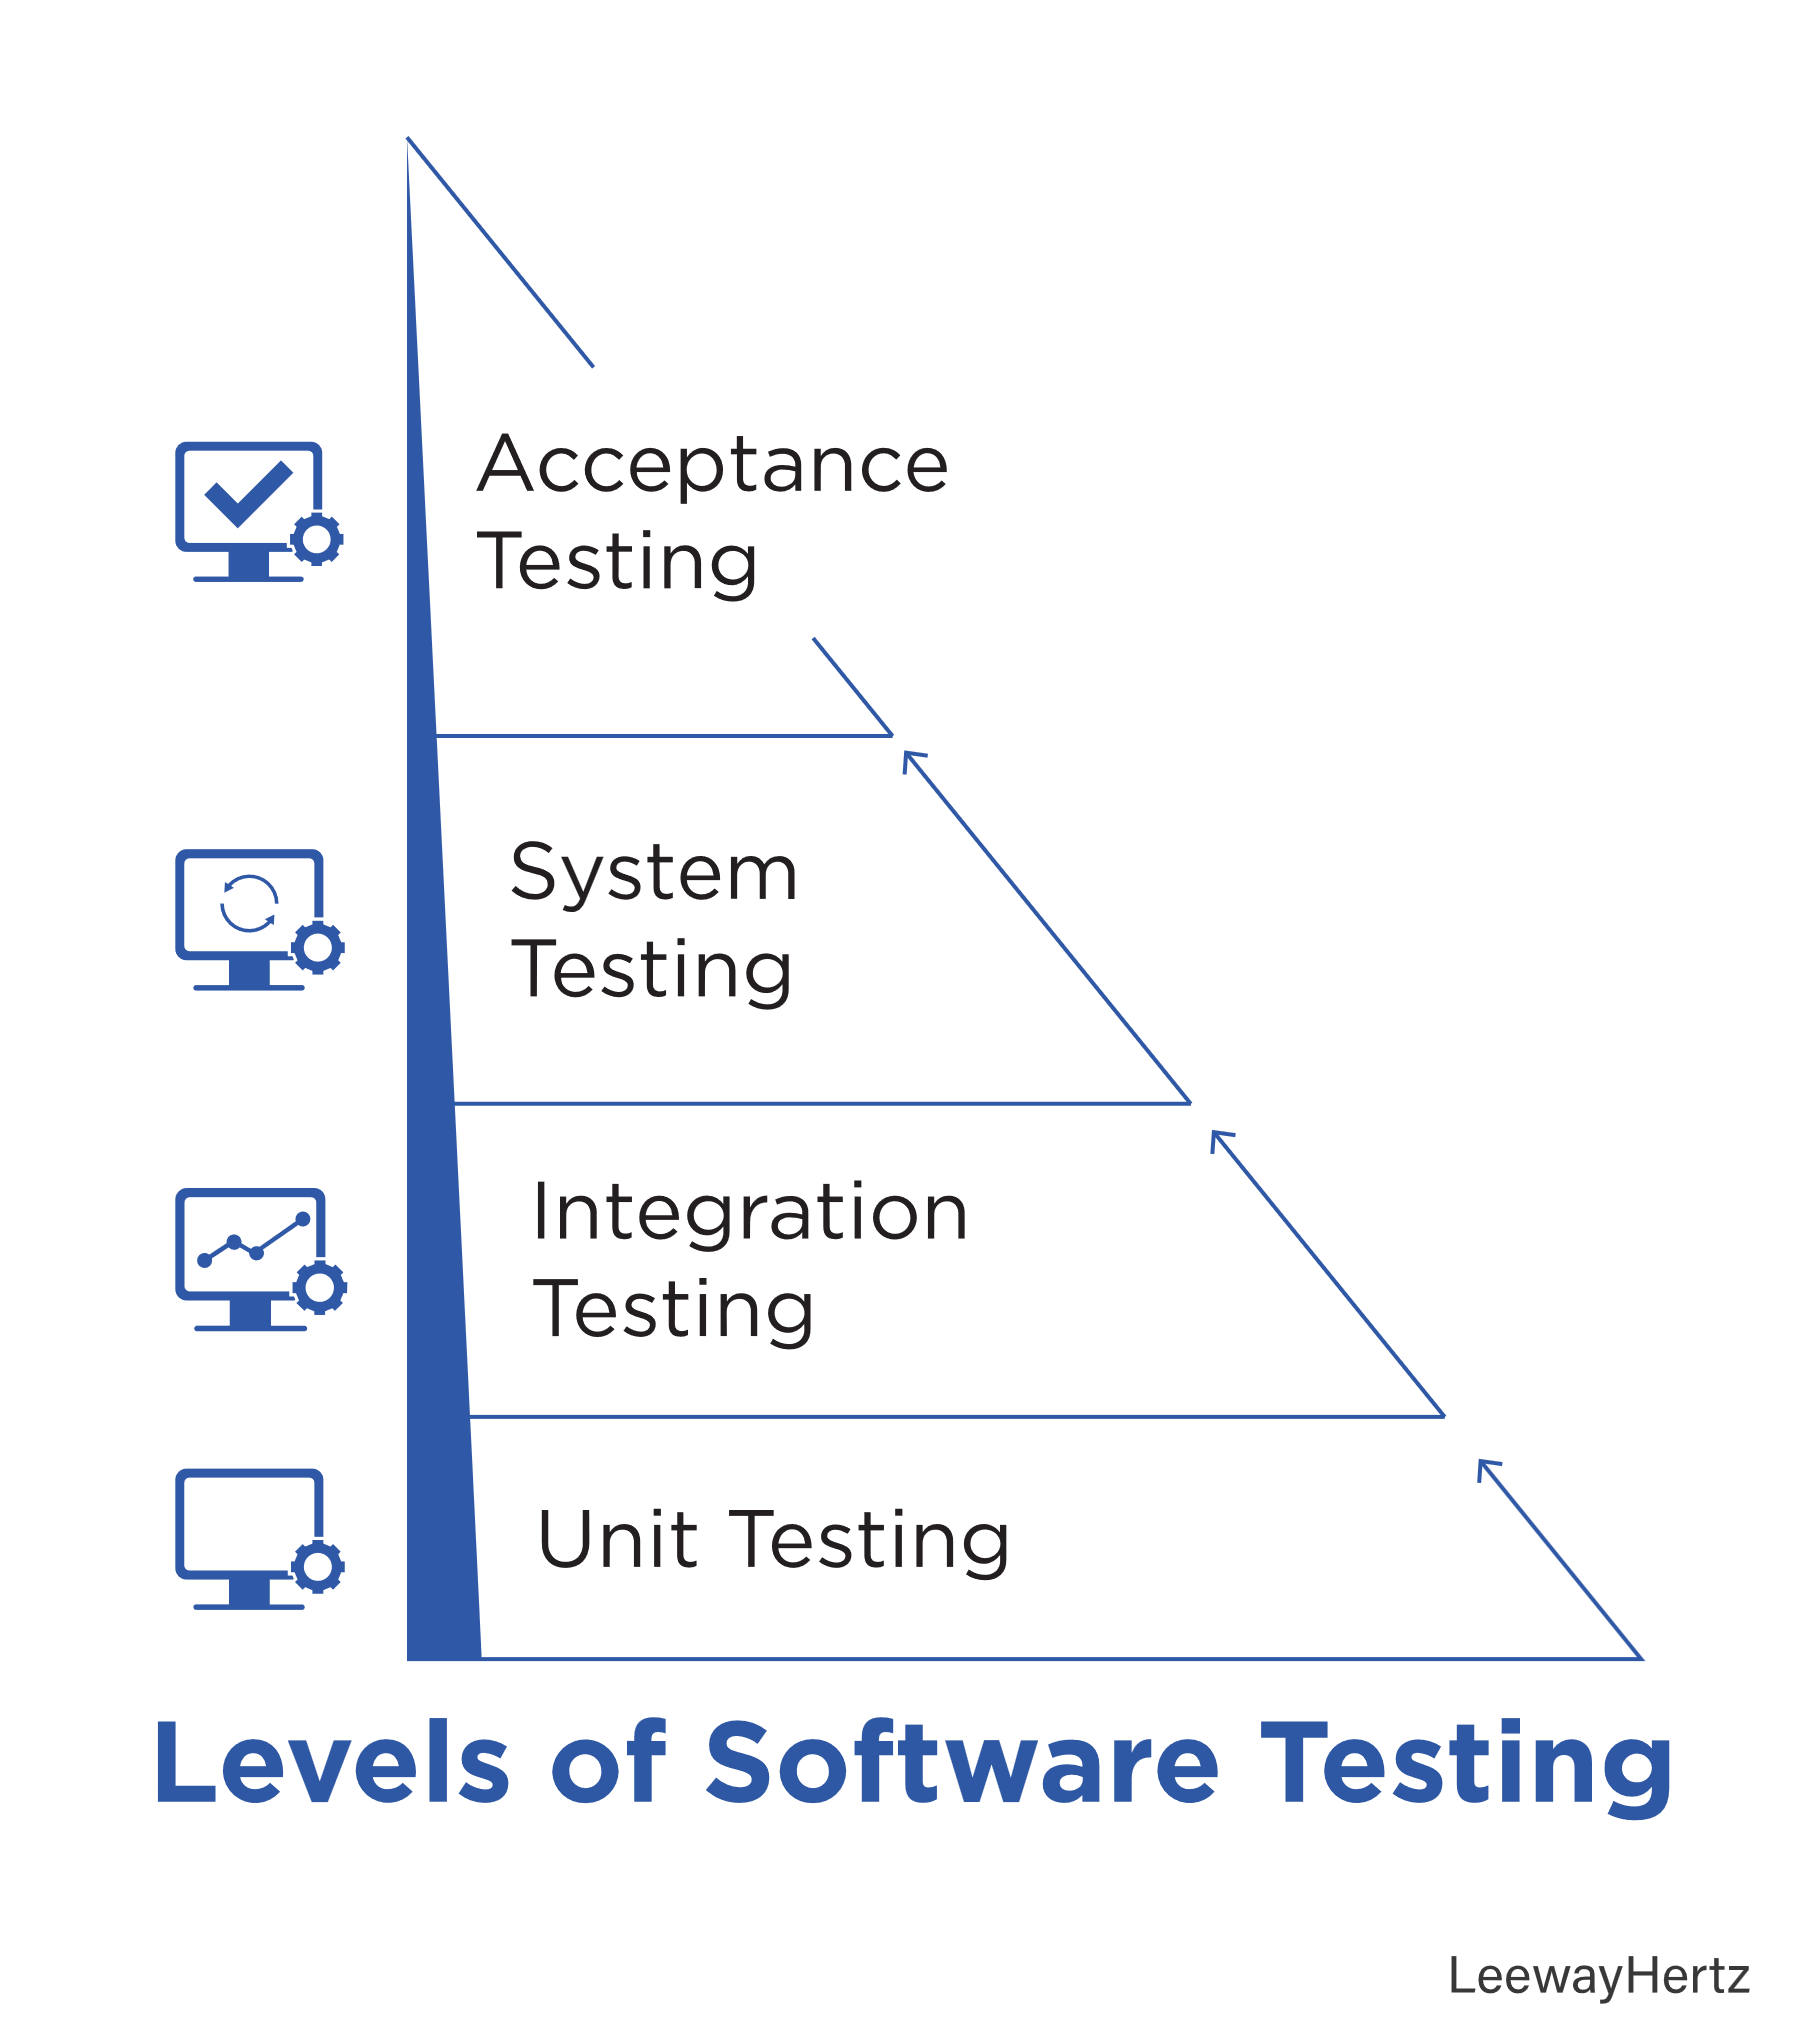 Acceptance
Testing
System
Testing
Integration
Testing
Unit Testing
Levels of Software Testing
LeewayHertz